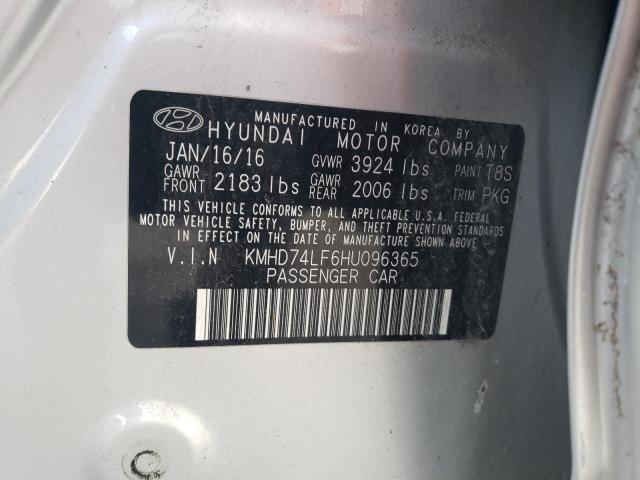 MANUFACTURED IN KOREA BY
HYUNDAI MOTOR COMPANY
JAN/16/16 GVWR 3924 lbs PAINT T8S
GAWR FRONT 2183 lbs GAWR REAR 2006 lbs TRIM PKG
THIS VEHICLE CONFORMS TO ALL APPLICABLE U.S.A. FEDERAL
MOTOR VEHICLE SAFETY, BUMPER, AND THEFT PREVENTION STANDARDS
IN EFFECT ON THE DATE OF MANUFACTURE SHOWN ABOVE.
V.I.N KMHD74LF6HU096365
PASSENGER CAR